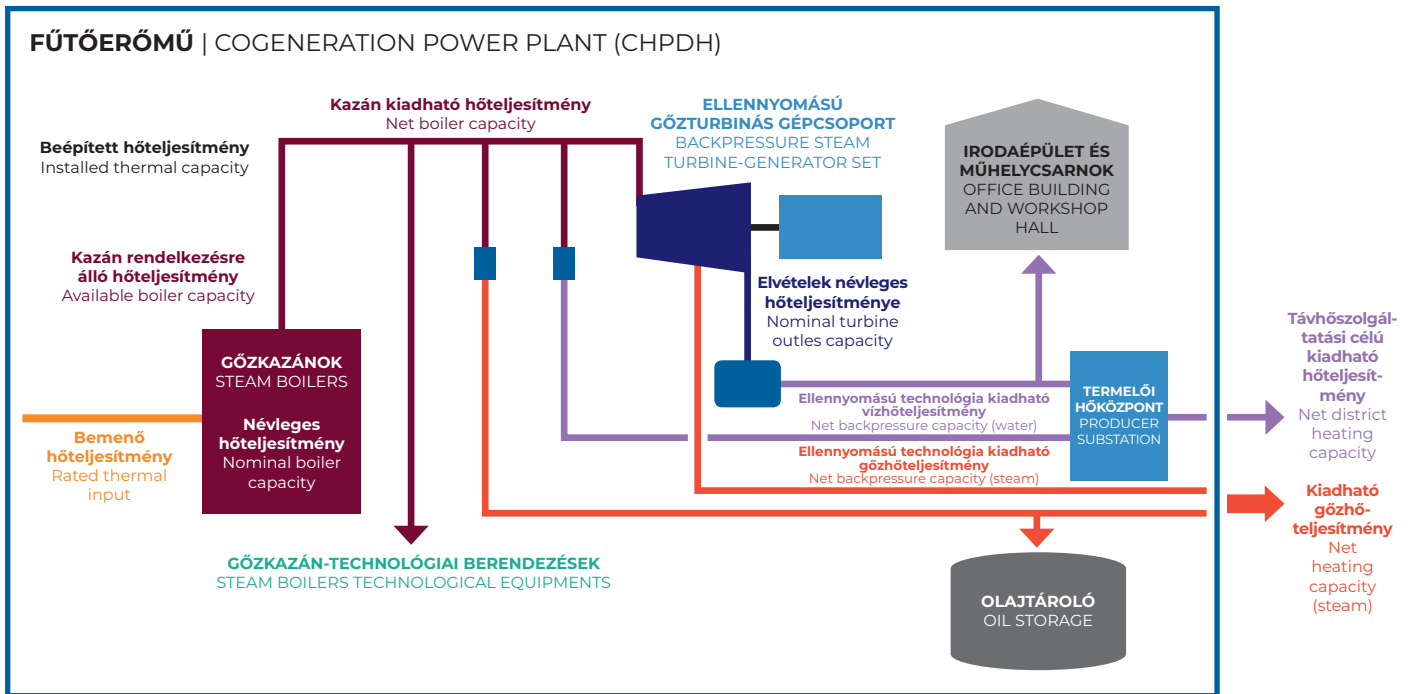 FŰTŐERŐMŰ | COGENERATION POWER PLANT (CHPDH)
Kazán kiadható hőteljesítmény
Net boiler capacity
ELLENNYOMÁSÚ
GŐZTURBINÁS GÉPCSOPORT
BACKPRESSURE STEAM
TURBINE-GENERATOR SET
Beépített hőteljesítmény
Installed thermal capacity
IRODAÉPÜLET ÉS
MŰHELYCSARNOK
OFFICE BUILDING
AND WORKSHOP
HALL
Kazán rendelkezésre
álló hőteljesítmény
Available boiler capacity
Elvételek névleges
hőteljesítménye
Nominal turbine
outles capacity
GŐZKAZÁNOK
STEAM BOILERS
Névleges
hőteljesítmény
Nominal boiler
capacity
Bemenő
hőteljesítmény
Rated thermal
input
Ellennyomású technológia kiadható
vízhőteljesítmény
Net backpressure capacity (water)
Ellennyomású technológia kiadható
gőzhőteljesítmény
Net backpressure capacity (steam)
TERMELŐI
HŐKÖZPONT
PRODUCER
SUBSTATION
Távhőszolgál-
tatási célú
kiadható
hőteljesít-
mény
Net district
heating
capacity
Kiadható
gőzhő-
teljesítmény
Net
heating
capacity
(steam)
GŐZKAZÁN-TECHNOLÓGIAI BERENDEZÉSEK
STEAM BOILERS TECHNOLOGICAL EQUIPMENTS
OLAJTÁROLÓ
OIL STORAGE